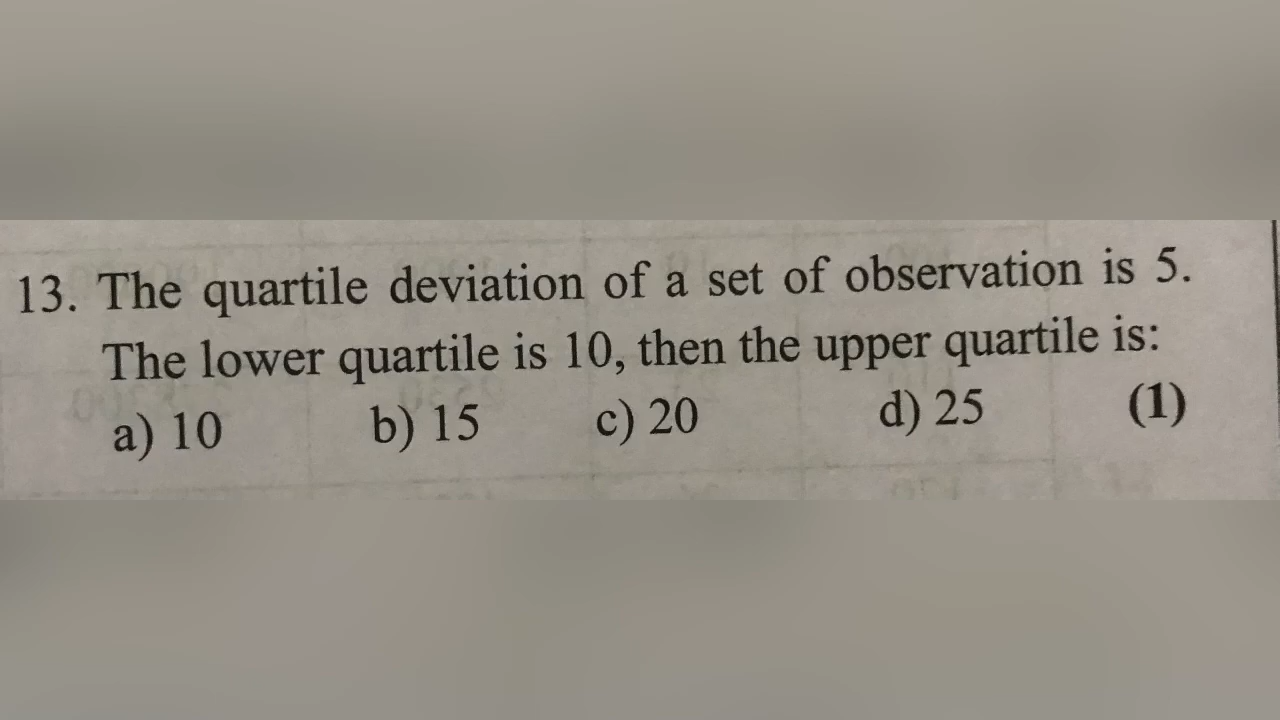 13. The quartile deviation of a set of observation is 5.
The lower quartile is 10, then the upper quartile is:
a) 10 b) 15 c) 20 d) 25 (1)